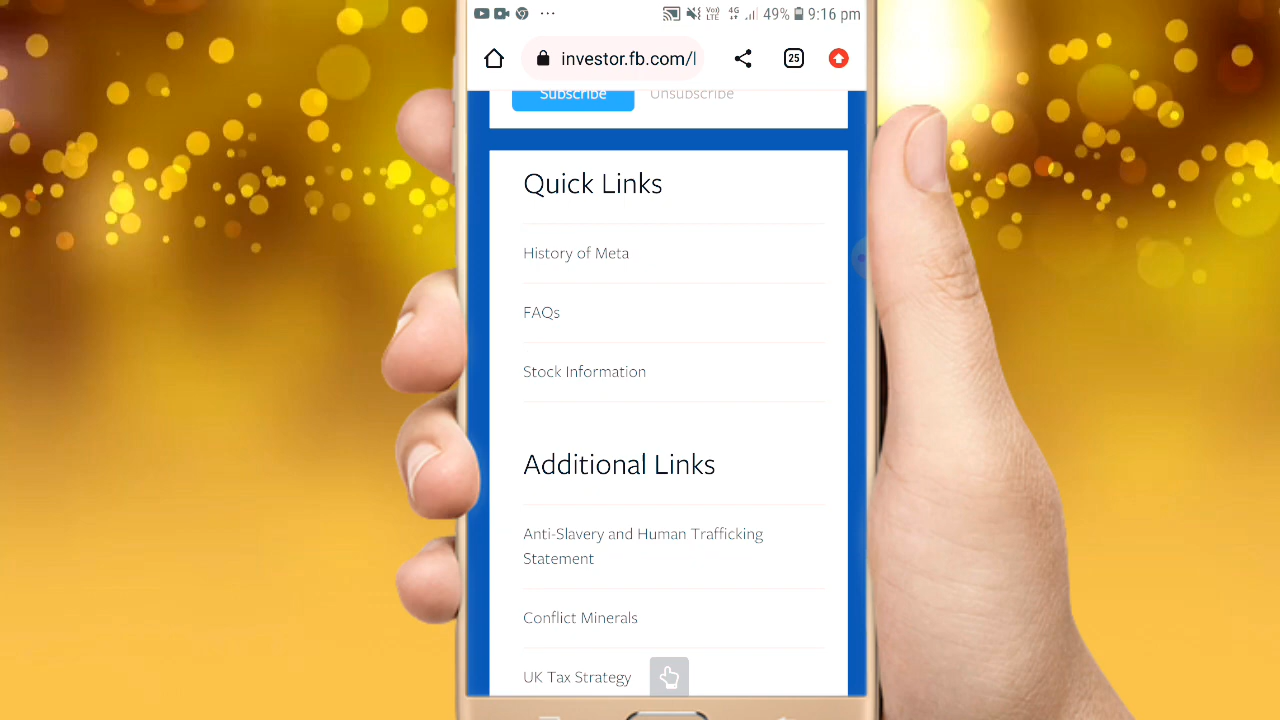 49% 9:16 pm
investor.fb.com/l
25
Subscribe Unsubscribe
Quick Links
History of Meta
FAQs
Stock Information
Additional Links
Anti-Slavery and Human Trafficking
Statement
Conflict Minerals
UK Tax Strategy